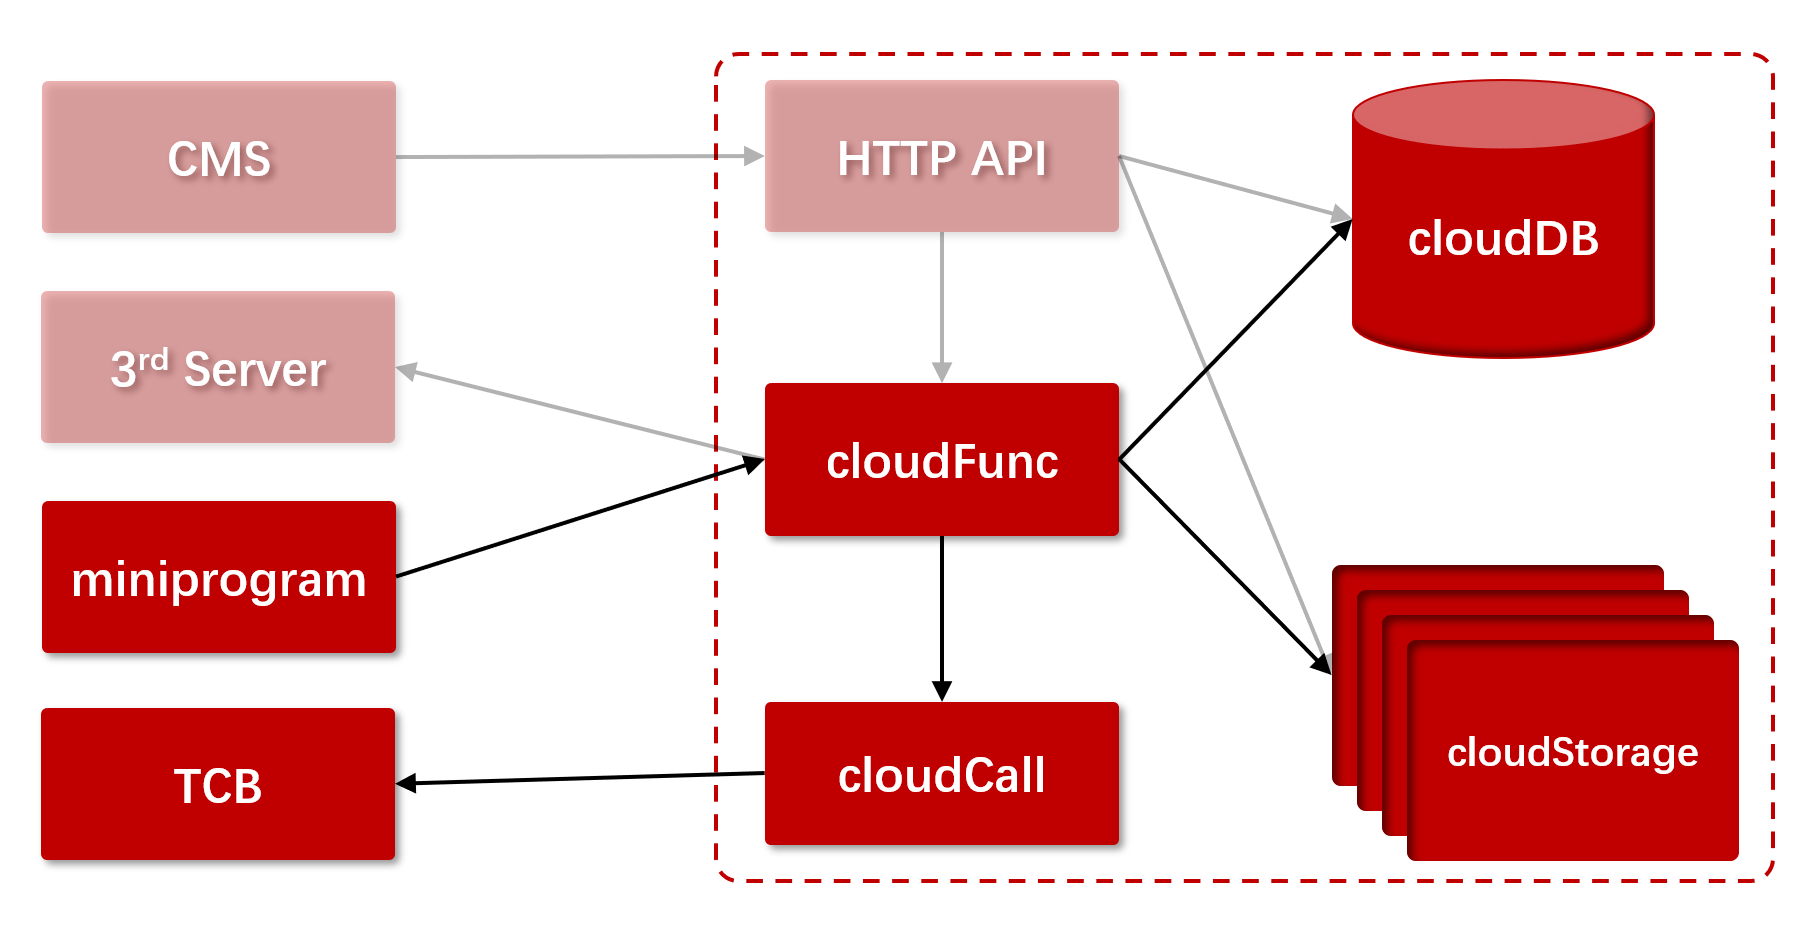 CMS
HTTP API
cloudDB
3rd Server
cloudFunc
miniprogram
cloudStorage
TCB
cloudCall